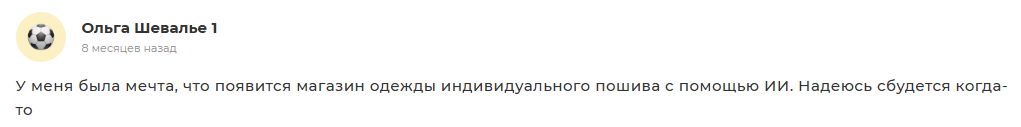 Ольга Шевалье 1
8 месяцев назад
У меня была мечта, что появится магазин одежды индивидуального пошива с помощью ИИ. Надеюсь сбудется когда-
то